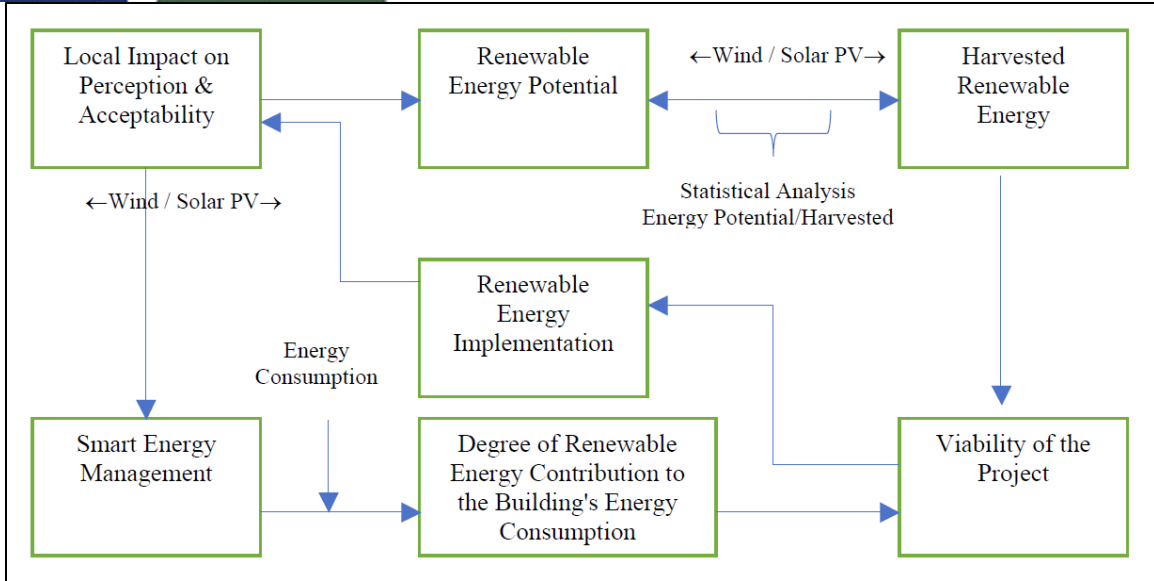 Local Impact on
Perception &
Acceptability
Renewable
Energy Potential
←Wind / Solar PV→
Harvested
Renewable
Energy
Statistical Analysis
Energy Potential/Harvested
←Wind / Solar PV→
Renewable
Energy
Implementation
Energy
Consumption
Smart Energy
Management
Degree of Renewable
Energy Contribution to
the Building's Energy
Consumption
Viability of the
Project